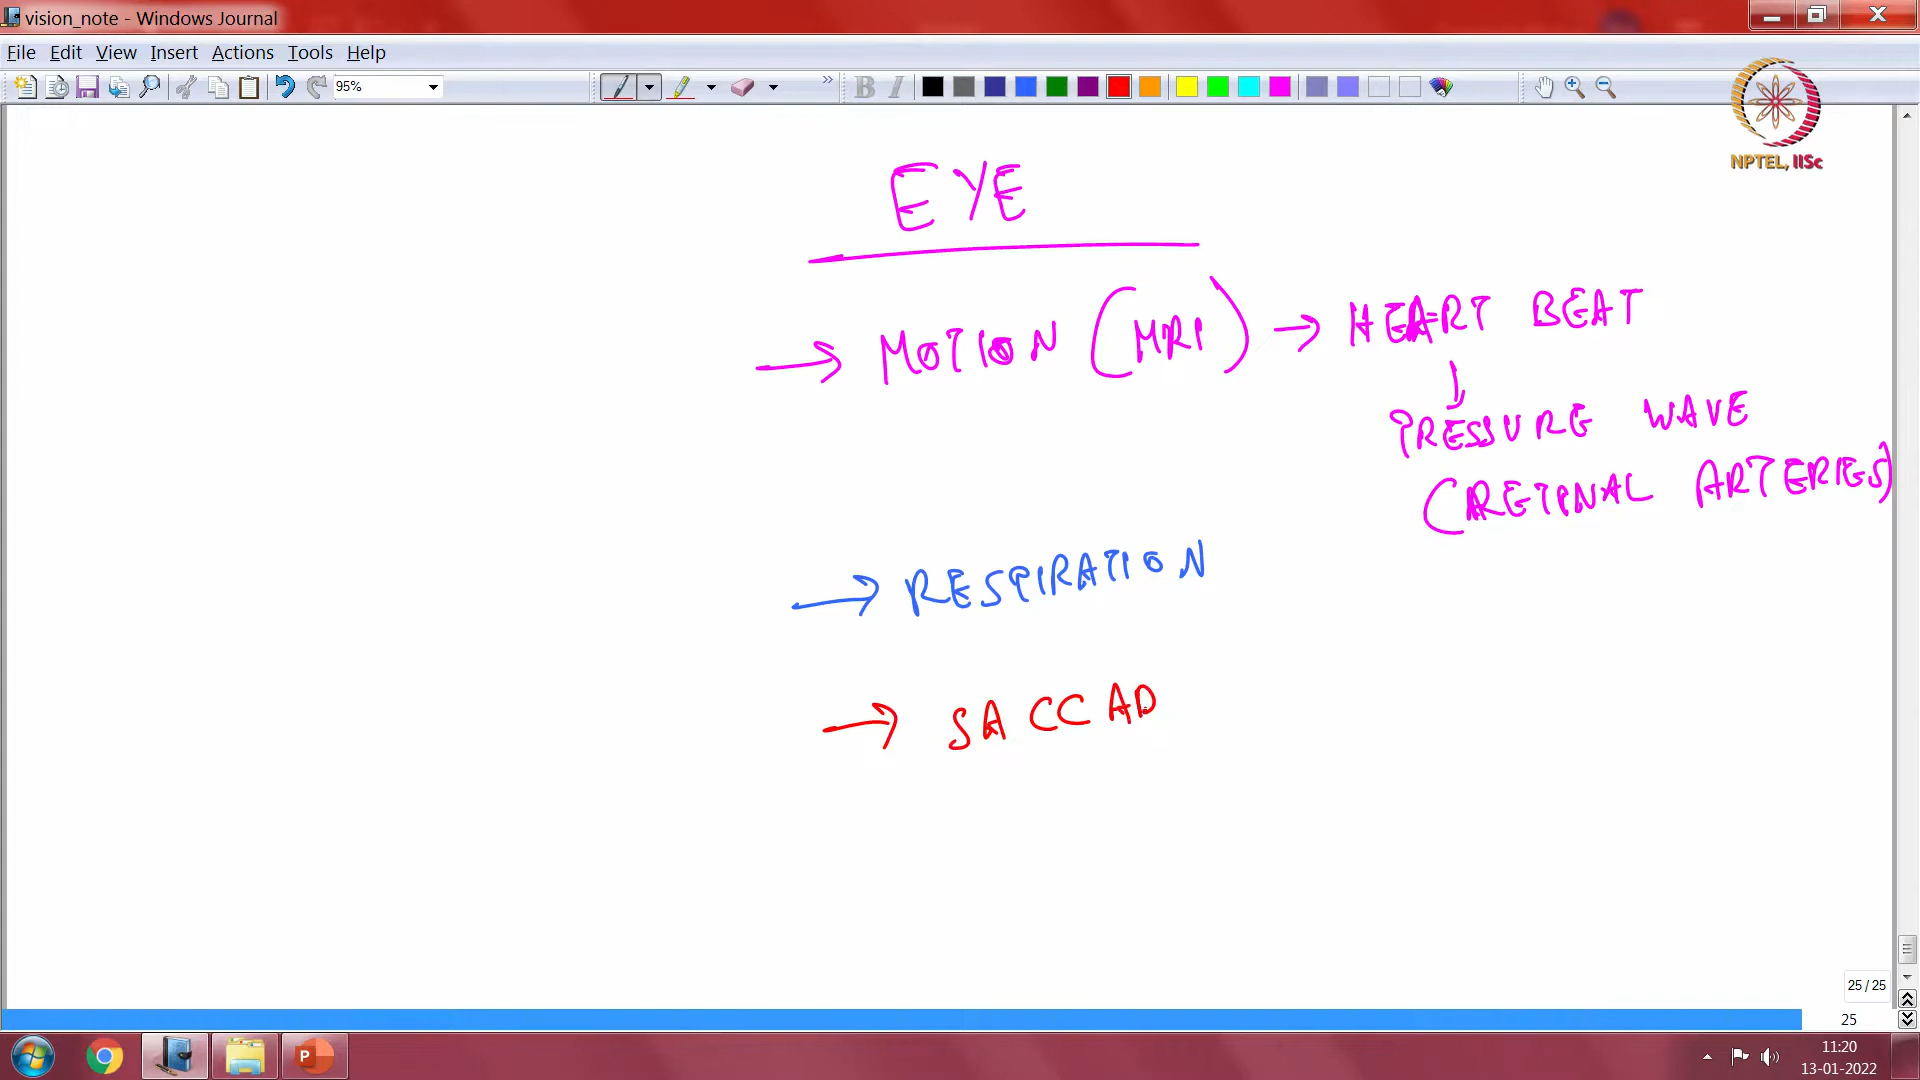 vision_note - Windows Journal
File Edit View Insert Actions Tools Help
95%
B I
NPTEL, IISc
EYE
→ MOTION (MRI) → HEART BEAT
↓
PRESSURE WAVE
(RETINAL ARTERIES)
→ RESPIRATION
→ SACCAD
25 / 25
25
P
11:20
13-01-2022